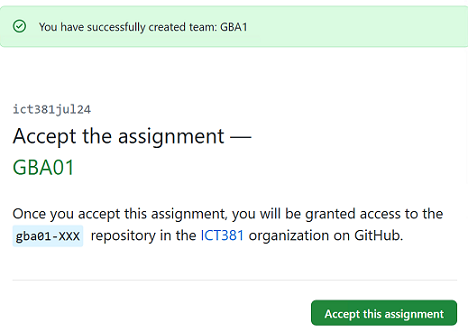 You have successfully created team: GBA1
ict381jul24
Accept the assignment —
GBA01
Once you accept this assignment, you will be granted access to the
gba01-XXX repository in the ICT381 organization on GitHub.
Accept this assignment